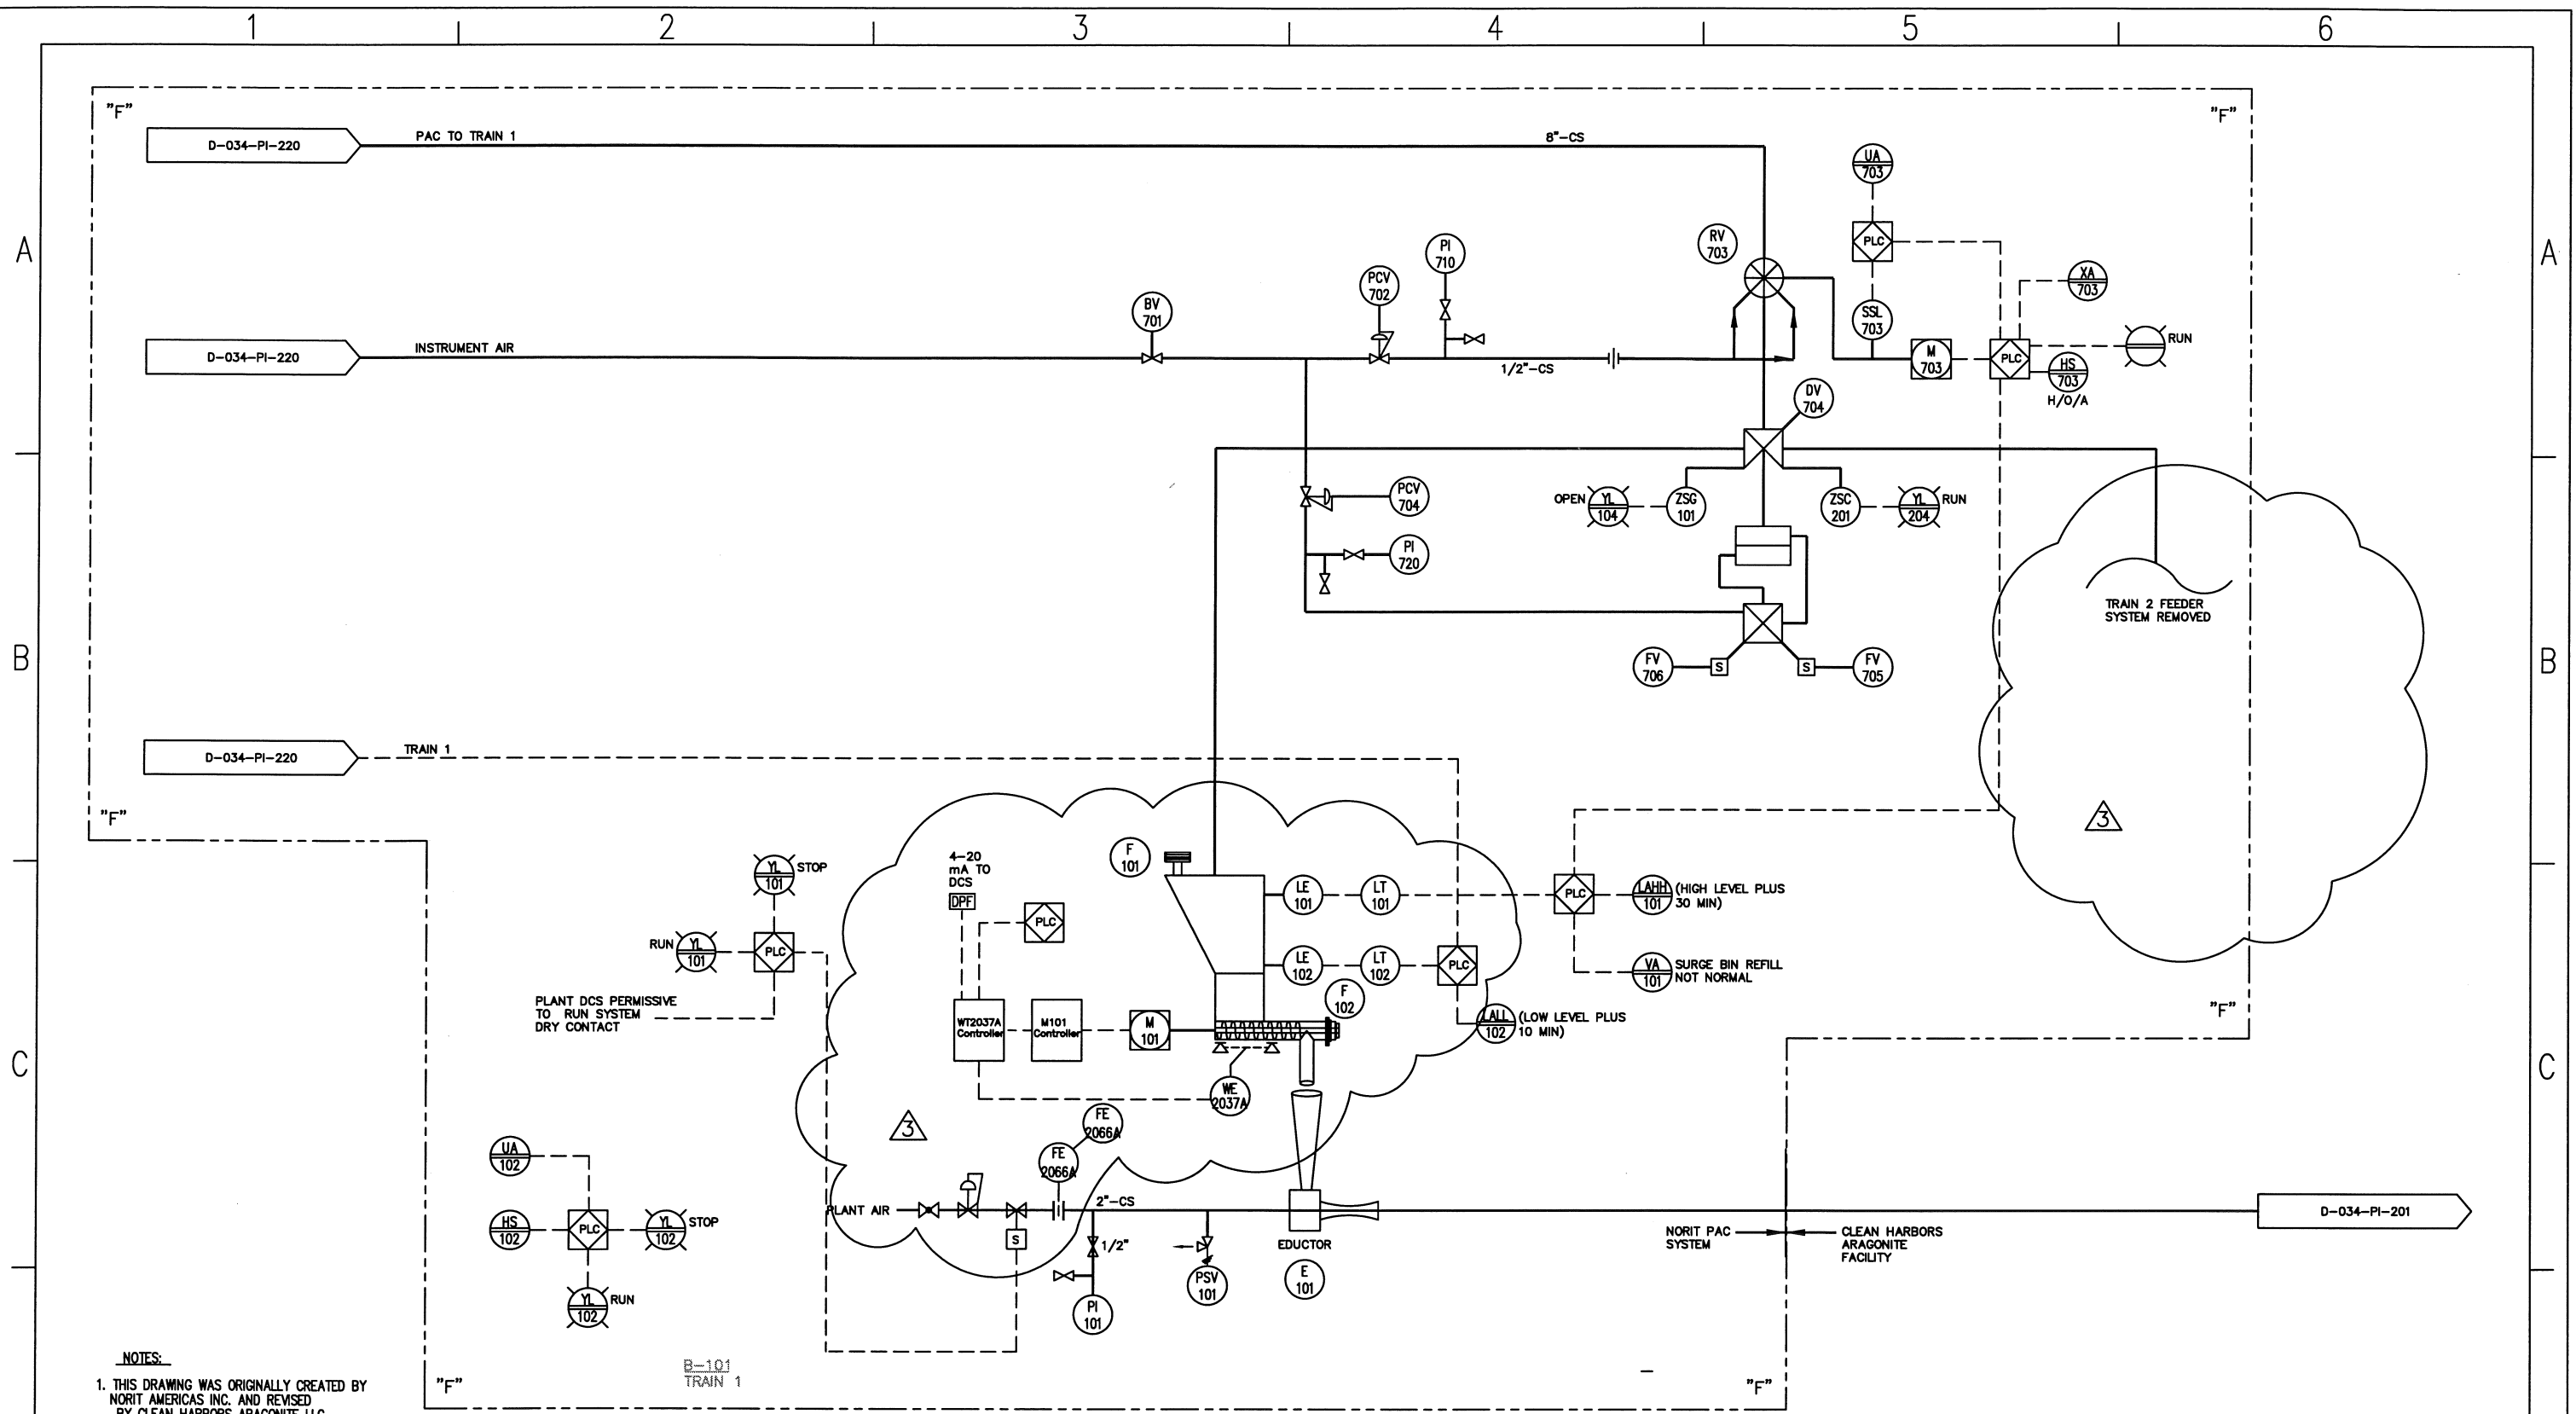 1 2 3 4 5 6
"F" "F"
D-034-PI-220 PAC TO TRAIN 1 8"-CS
UA
703
PLC
A A
RV
703
PI
710
PCV
702
XA
703
BV
701
SSL
703
D-034-PI-220 INSTRUMENT AIR
1/2"-CS
M
703
PLC
RUN
HS
703
H/O/A
DV
704
PCV
704
OPEN
YL
104
ZSG
101
ZSC
201
YL
204
RUN
PI
720
TRAIN 2 FEEDER
SYSTEM REMOVED
B B
FV
706
S
S
FV
705
D-034-PI-220 TRAIN 1
"F"
3
YL
101
STOP
4-20
mA TO
DCS
DPF
F
101
PLC
LE
101
LT
101
PLC
LAHH
101
(HIGH LEVEL PLUS
30 MIN)
RUN
YL
101
PLC
LE
102
LT
102
PLC
VA
101
SURGE BIN REFILL
NOT NORMAL
PLANT DCS PERMISSIVE
TO RUN SYSTEM
DRY CONTACT
F
102
"F"
WT2037A
Controller
M101
Controller
M
101
LALL
102
(LOW LEVEL PLUS
10 MIN)
C C
WE
2037A
3
FE
2066A
FE
2066A
UA
102
HS
102
PLC
YL
102
STOP
YL
102
RUN
PLANT AIR
2"-CS
S
1/2"
PI
101
PSV
101
EDUCTOR
E
101
NORIT PAC
SYSTEM
CLEAN HARBORS
ARAGONITE
FACILITY
D-034-PI-201
NOTES:
1. THIS DRAWING WAS ORIGINALLY CREATED BY
NORIT AMERICAS INC. AND REVISED
BY CLEAN HARBORS ARAGONITE LLC
"F"
B-101
TRAIN 1
"F"